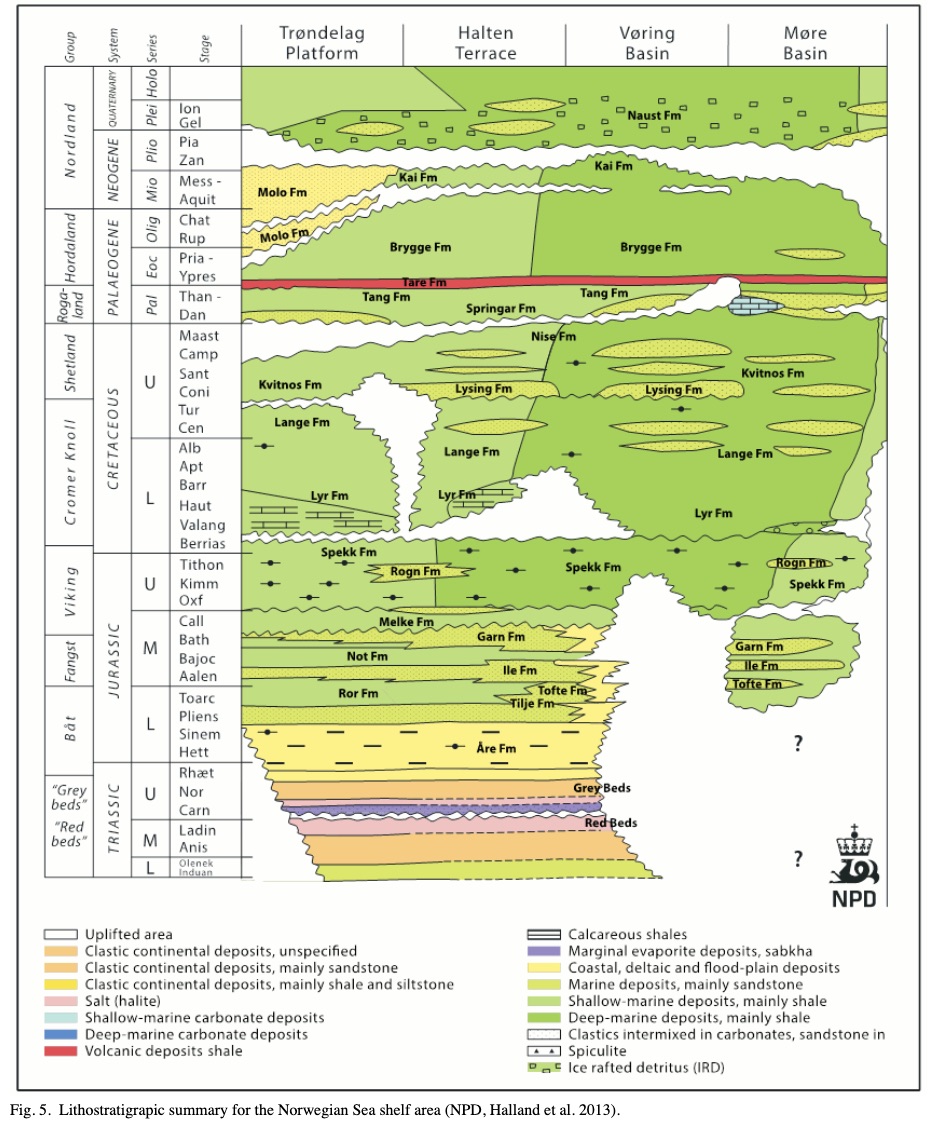 Group
System
Series
Stage
Trøndelag
Platform
Halten
Terrace
Vøring
Basin
Møre
Basin
Nordland
Hordaland
Roga-
land
Shetland
Cromer Knoll
Viking
Fangst
Båt
“Grey
beds”
“Red
beds”
QUATERNARY
NEOGENE
PALAEOGENE
CRETACEOUS
JURASSIC
TRIASSIC
Holo
Plei
Plio
Mio
Olig
Eoc
Pal
U
L
U
M
L
U
M
L
Ion
Gel
Pia
Zan
Mess -
Aquit
Chat
Rup
Pria -
Ypres
Than -
Dan
Maast
Camp
Sant
Coni
Tur
Cen
Alb
Apt
Barr
Haut
Valang
Berrias
Tithon
Kimm
Oxf
Call
Bath
Bajoc
Aalen
Toarc
Pliens
Sinem
Hett
Rhæt
Nor
Carn
Ladin
Anis
Olenek
Induan
Naust Fm
Kai Fm
Kai Fm
Molo Fm
Molo Fm
Brygge Fm
Brygge Fm
Tare Fm
Tang Fm
Tang Fm
Springar Fm
Nise Fm
Kvitnos Fm
Kvitnos Fm
Lysing Fm
Lysing Fm
Lange Fm
Lange Fm
Lange Fm
Lyr Fm
Lyr Fm
Lyr Fm
Spekk Fm
Rogn Fm
Spekk Fm
Rogn Fm
Spekk Fm
Melke Fm
Garn Fm
Garn Fm
Not Fm
Ile Fm
Ile Fm
Ror Fm
Tofte Fm
Tofte Fm
Tilje Fm
Åre Fm
?
Grey Beds
Red Beds
?
NPD
Uplifted area
Clastic continental deposits, unspecified
Clastic continental deposits, mainly sandstone
Clastic continental deposits, mainly shale and siltstone
Salt (halite)
Shallow-marine carbonate deposits
Deep-marine carbonate deposits
Volcanic deposits shale
Calcareous shales
Marginal evaporite deposits, sabkha
Coastal, deltaic and flood-plain deposits
Marine deposits, mainly sandstone
Shallow-marine deposits, mainly shale
Deep-marine deposits, mainly shale
Clastics intermixed in carbonates, sandstone in
Spiculite
Ice rafted detritus (IRD)
Fig. 5. Lithostratigrapic summary for the Norwegian Sea shelf area (NPD, Halland et al. 2013).